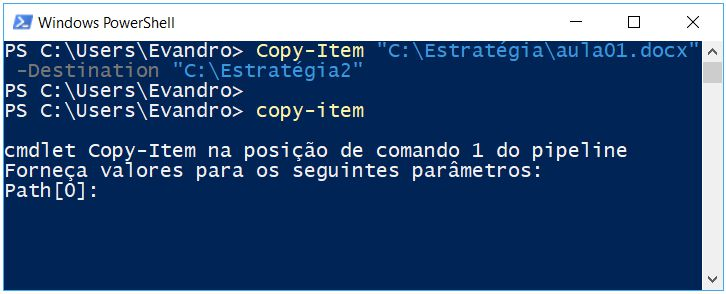 Windows PowerShell
PS C:\Users\Evandro> Copy-Item "C:\Estratégia\aula01.docx"
-Destination "C:\Estratégia2"
PS C:\Users\Evandro>
PS C:\Users\Evandro> copy-item
cmdlet Copy-Item na posição de comando 1 do pipeline
Forneça valores para os seguintes parâmetros:
Path[0]: